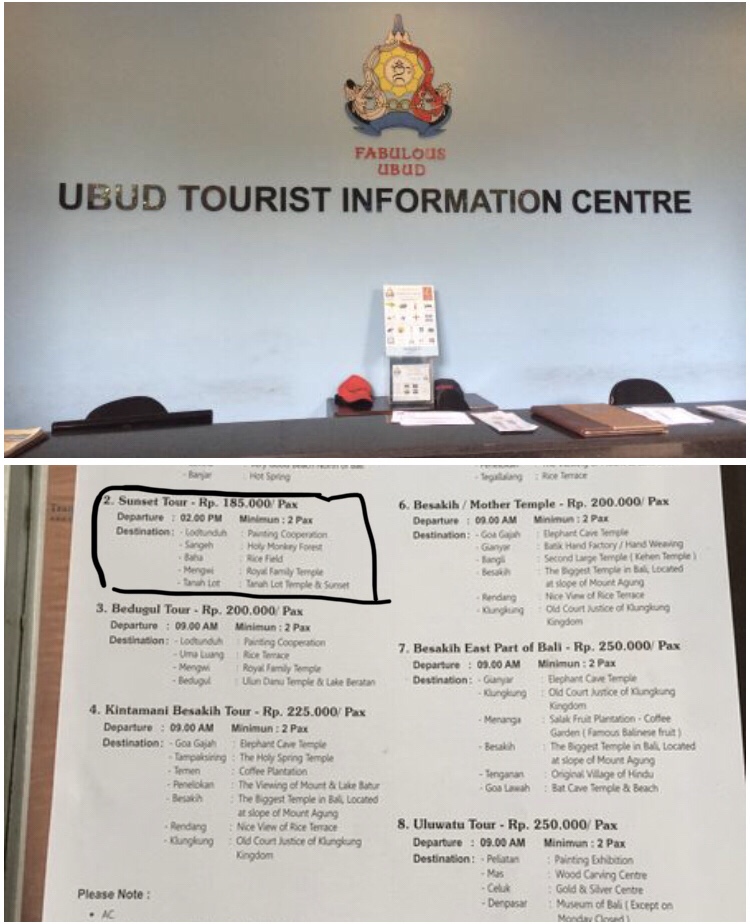 FABULOUS
UBUD
UBUD TOURIST INFORMATION CENTRE
- Banjar : Hot Spring
2. Sunset Tour - Rp. 185.000/ Pax
Departure : 02.00 PM Minimun : 2 Pax
Destination : - Lodtunduh : Painting Cooperation
- Sangeh : Holy Monkey Forest
- Baha : Rice Field
- Mengwi : Royal Family Temple
- Tanah Lot : Tanah Lot Temple & Sunset
3. Bedugul Tour - Rp. 200.000/ Pax
Departure : 09.00 AM Minimun : 2 Pax
Destination : - Lodtunduh : Painting Cooperation
- Uma Luang : Rice Terrace
- Mengwi : Royal Family Temple
- Bedugul : Ulun Danu Temple & Lake Beratan
4. Kintamani Besakih Tour - Rp. 225.000/ Pax
Departure : 09.00 AM Minimun : 2 Pax
Destination : - Goa Gajah : Elephant Cave Temple
- Tampaksiring : The Holy Spring Temple
- Temen : Coffee Plantation
- Penelokan : The Viewing of Mount & Lake Batur
- Besakih : The Biggest Temple in Bali, Located
at slope of Mount Agung
- Rendang : Nice View of Rice Terrace
- Klungkung : Old Court Justice of Klungkung
Kingdom
Please Note :
• AC
- Tegallalang : Rice Terrace
6. Besakih / Mother Temple - Rp. 200.000/ Pax
Departure : 09.00 AM Minimun : 2 Pax
Destination : - Goa Gajah : Elephant Cave Temple
- Gianyar : Batik Hand Factory / Hand Weaving
- Bangli : Second Large Temple ( Kehen Temple )
- Besakih : The Biggest Temple in Bali, Located
at slope of Mount Agung
- Rendang : Nice View of Rice Terrace
- Klungkung : Old Court Justice of Klungkung
Kingdom
7. Besakih East Part of Bali - Rp. 250.000/ Pax
Departure : 09.00 AM Minimun : 2 Pax
Destination : - Gianyar : Elephant Cave Temple
- Klungkung : Old Court Justice of Klungkung
Kingdom
- Menanga : Salak Fruit Plantation - Coffee
Garden ( Famous Balinese fruit )
- Besakih : The Biggest Temple in Bali, Located
at slope of Mount Agung
- Tenganan : Original Village of Hindu
- Goa Lawah : Bat Cave Temple & Beach
8. Uluwatu Tour - Rp. 250.000/ Pax
Departure : 09.00 AM Minimun : 2 Pax
Destination : - Peliatan : Painting Exhibition
- Mas : Wood Carving Centre
- Celuk : Gold & Silver Centre
- Denpasar : Museum of Bali ( Except on
Monday Closed )